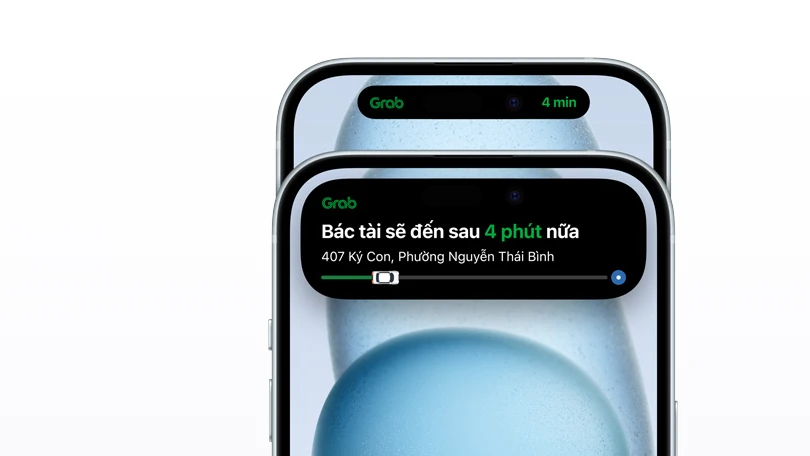 Grab
4 min
Grab
Bác tài sẽ đến sau 4 phút nữa
407 Ký Con, Phường Nguyễn Thái Bình